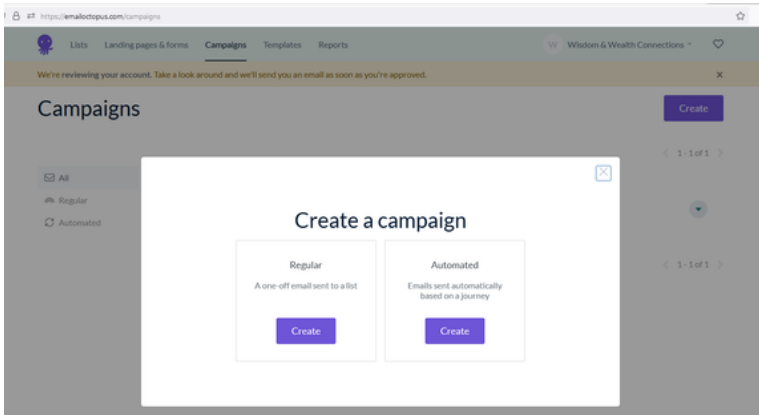 https://emailoctopus.com/campaigns
Lists Landing pages & forms Campaigns Templates Reports W Wisdom & Wealth Connections
We're reviewing your account. Take a look around and we'll send you an email as soon as you're approved. ×
Campaigns Create
< 1 - 1 of 1 >
All
Regular
Automated
Create a campaign
Regular
A one-off email sent to a list
Create
Automated
Emails sent automatically
based on a journey
Create
< 1 - 1 of 1 >